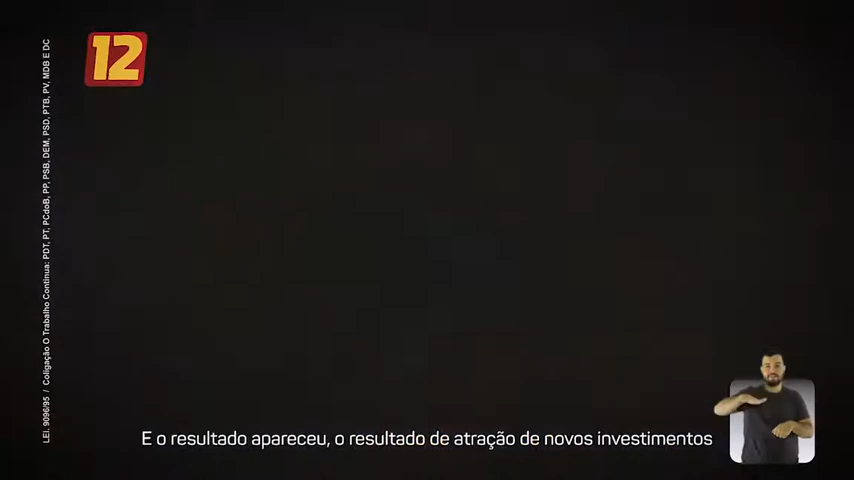 12
LEI. 9096/95 / Coligação O Trabalho Continua: PDT, PT, PCdoB, PP, PSB, DEM, PSD, PTB, PV, MDB E DC
E o resultado apareceu, o resultado de atração de novos investimentos